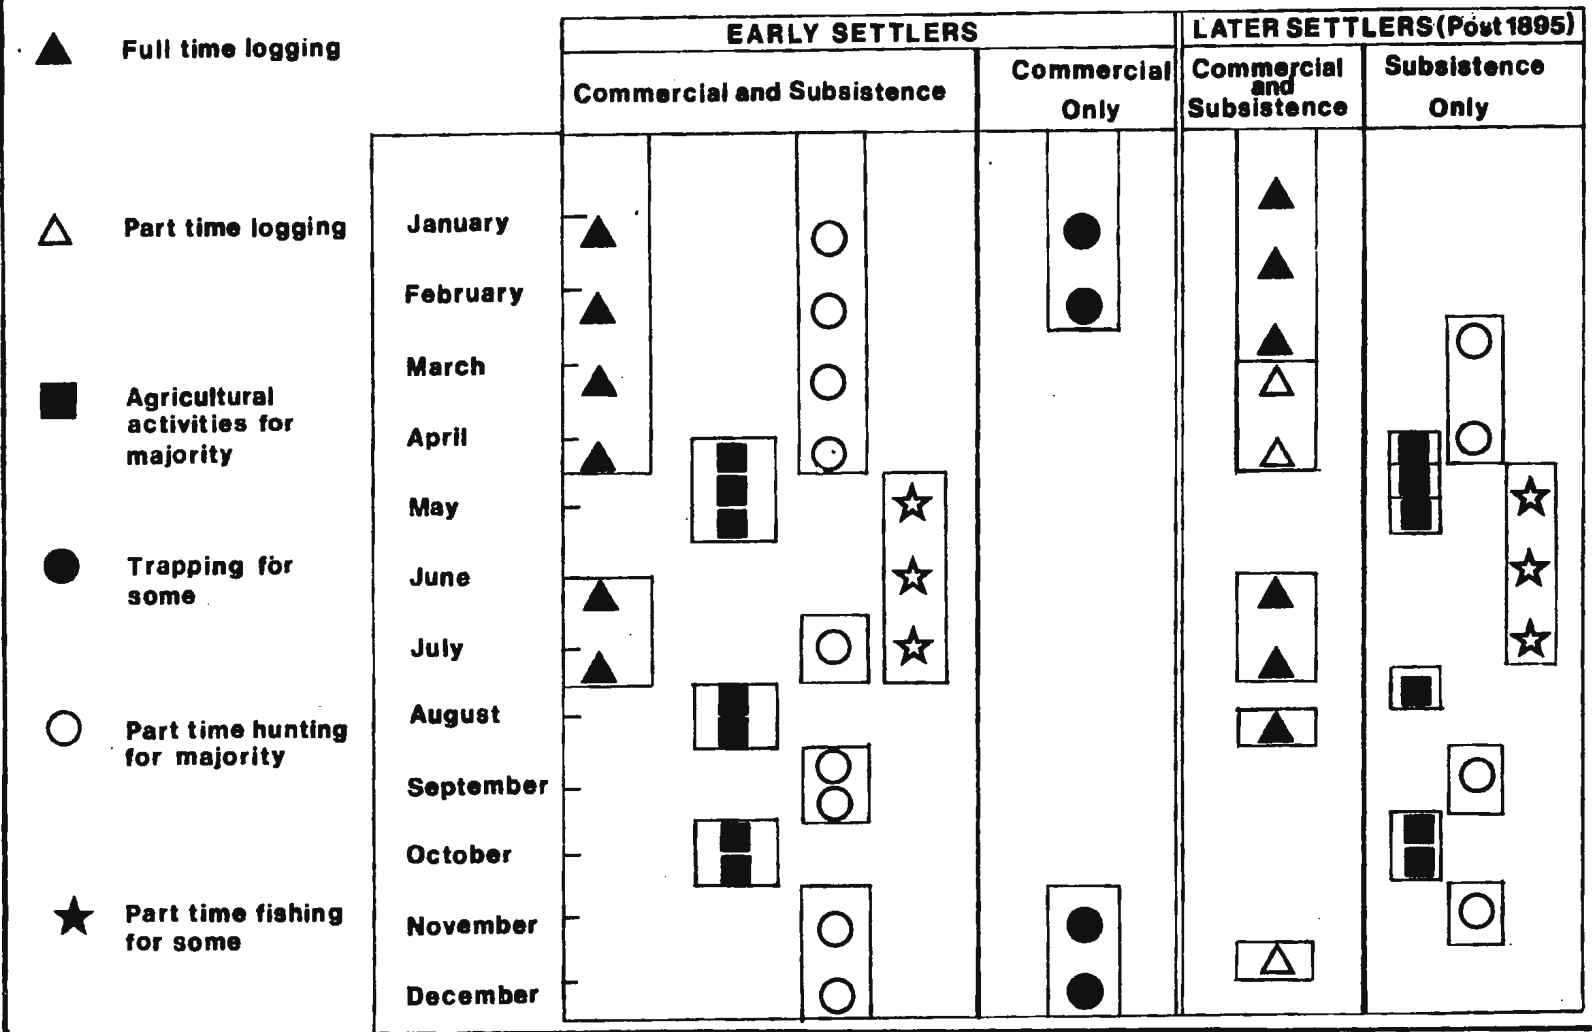 EARLY SETTLERS
LATER SETTLERS (Post 1895)
Commercial and Subsistence
Commercial
Only
Commercial
and
Subsistence
Subsistence
Only
Full time logging
Part time logging
Agricultural
activities for
majority
Trapping for
some
Part time hunting
for majority
Part time fishing
for some
January
February
March
April
May
June
July
August
September
October
November
December